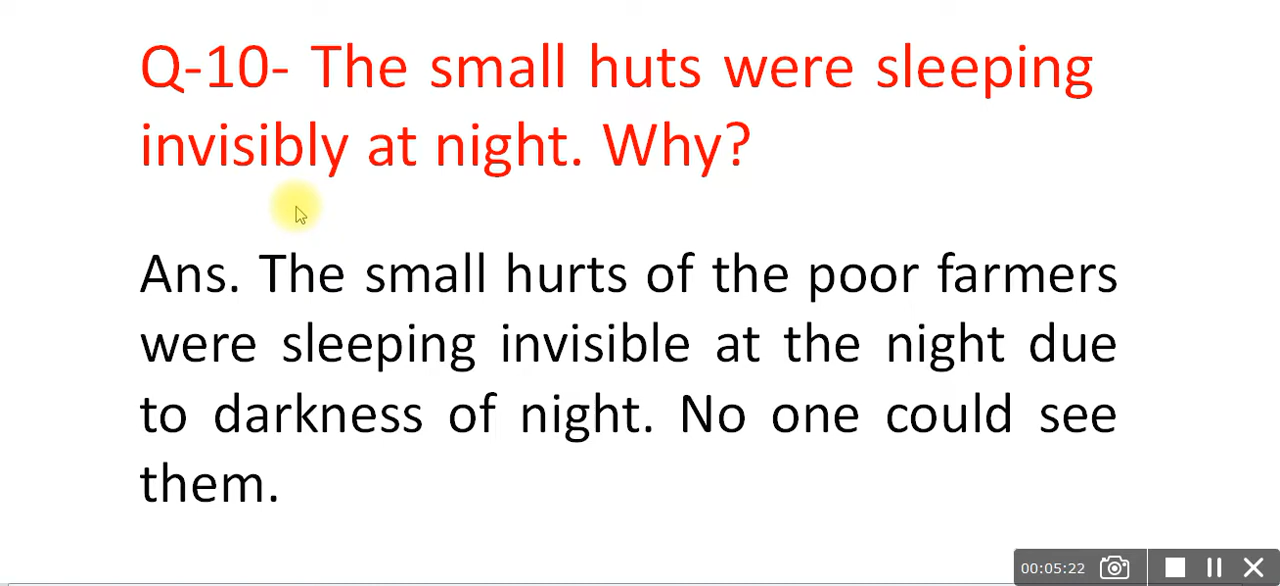 Q-10- The small huts were sleeping
invisibly at night. Why?
Ans. The small hurts of the poor farmers
were sleeping invisible at the night due
to darkness of night. No one could see
them.
00:05:22